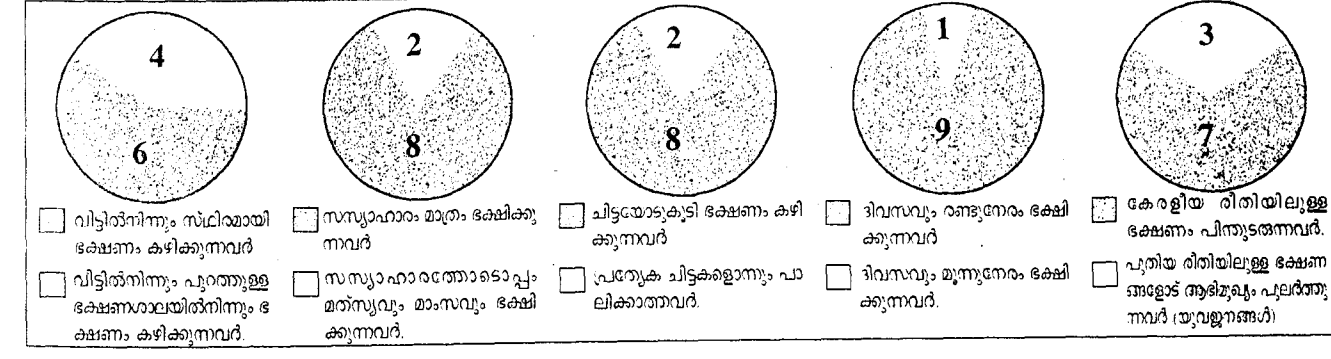 4
6
2
8
2
8
1
9
3
7
വീട്ടിൽനിന്നും സ്ഥിരമായി
ഭക്ഷണം കഴിക്കുന്നവർ
വീട്ടിൽനിന്നും പുറത്തുള്ള
ഭക്ഷണശാലയിൽനിന്നും ഭ
ക്ഷണം കഴിക്കുന്നവർ.
സസ്യാഹാരം മാത്രം ഭക്ഷിക്കു
ന്നവർ
സസ്യാഹാരത്തോടൊപ്പം
മത്സ്യവും മാംസവും ഭക്ഷി
ക്കുന്നവർ.
ചിട്ടയോടുകൂടി ഭക്ഷണം കഴി
ക്കുന്നവർ
പ്രത്യേക ചിട്ടകളൊന്നും പാ
ലിക്കാത്തവർ.
ദിവസവും രണ്ടുനേരം ഭക്ഷി
ക്കുന്നവർ
ദിവസവും മൂന്നുനേരം ഭക്ഷി
ക്കുന്നവർ.
കേരളീയ രീതിയിലുള്ള
ഭക്ഷണം പിന്തുടരുന്നവർ.
പുതിയ രീതിയിലുള്ള ഭക്ഷണ
ങ്ങളോട് ആഭിമുഖ്യം പുലർത്തു
ന്നവർ (യുവജനങ്ങൾ)